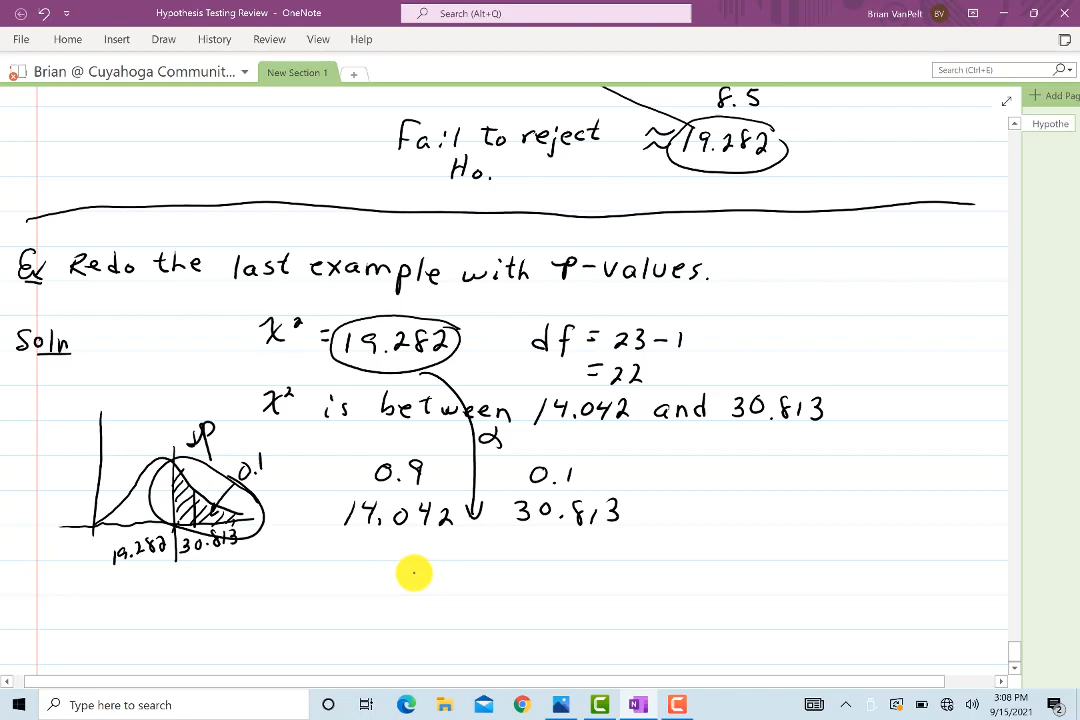 Hypothesis Testing Review - OneNote
Search (Alt+Q)
Brian VanPelt BV
File Home Insert Draw History Review View Help
Brian @ Cuyahoga Communit...
New Section 1
Search (Ctrl+E)
Add Pag
Hypothe
8.5
Fail to reject ≈ 19.282
Ho.
Ex Redo the last example with P-values.
Soln χ² = 19.282 df = 23-1
= 22
χ² is between 14.042 and 30.813
α
P
0.1
0.9 0.1
14.042 30.813
19.282 30.813
Type here to search
3:08 PM
9/15/2021
2